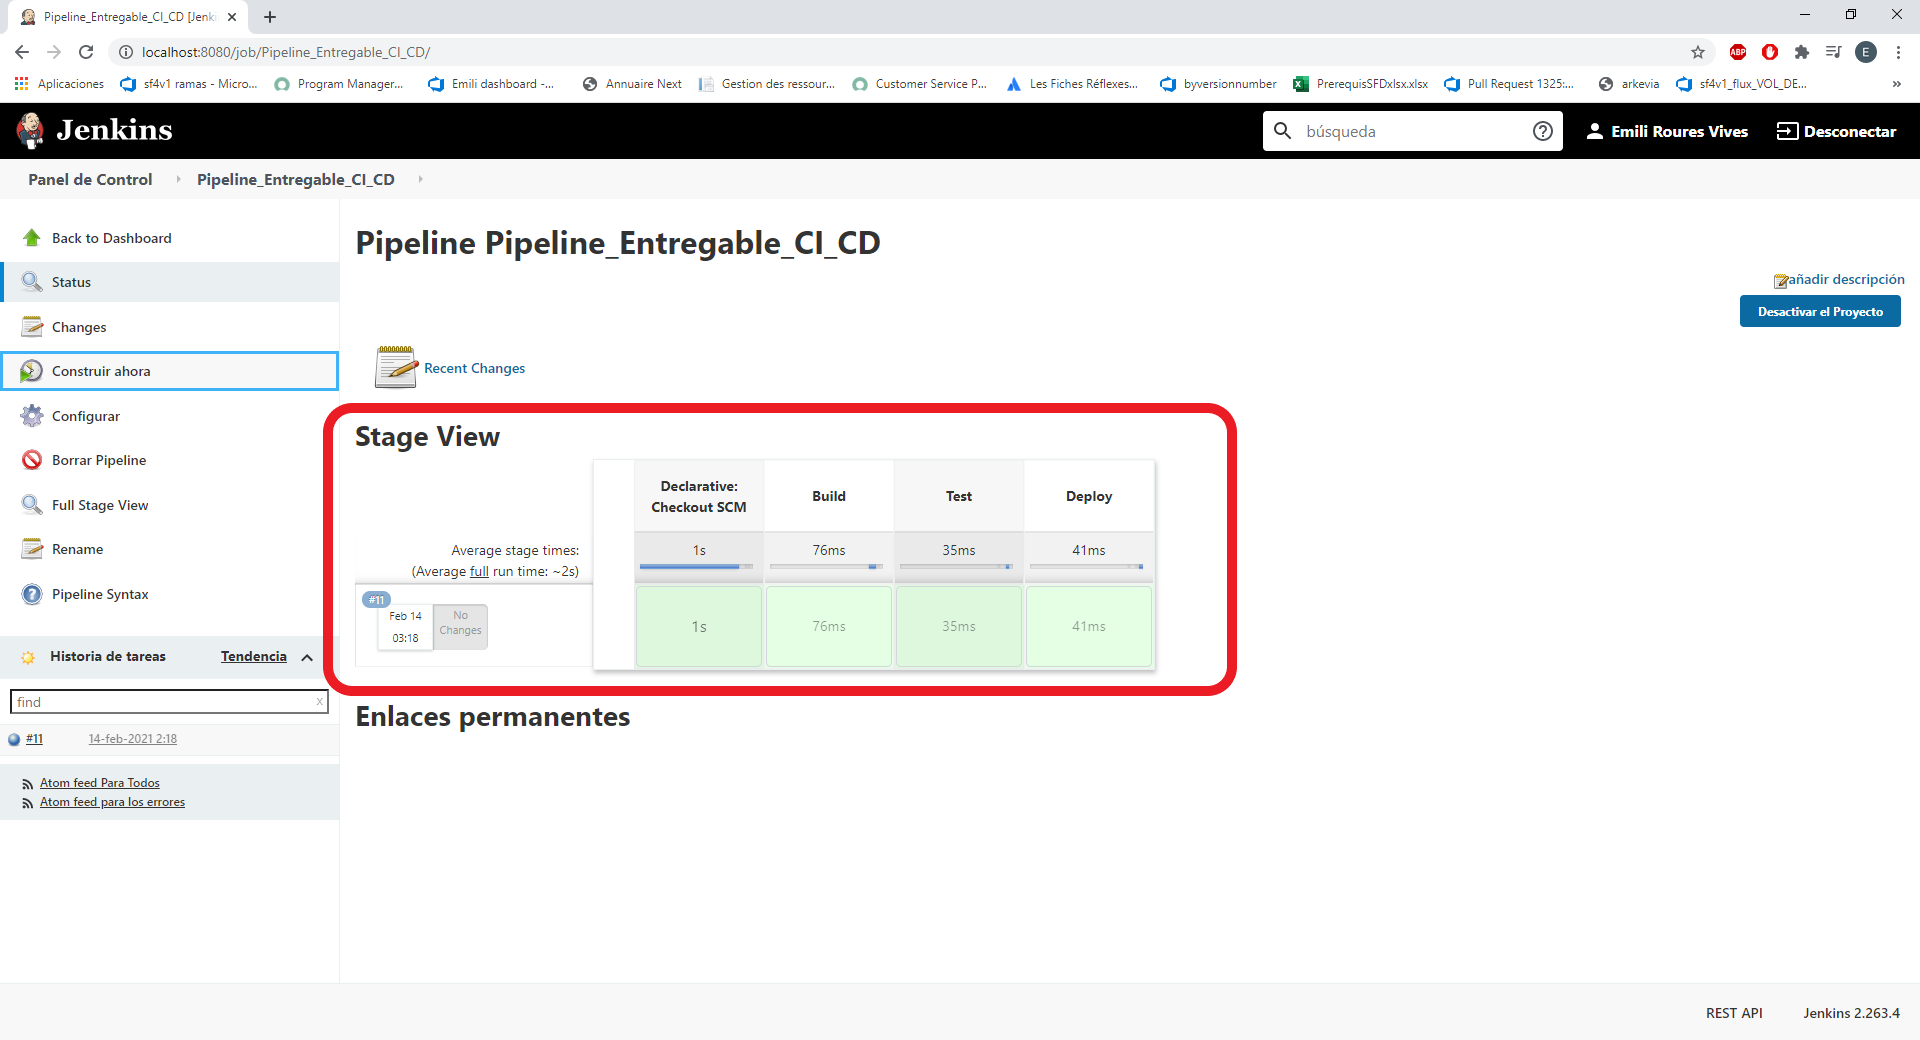 Pipeline_Entregable_CI_CD [Jenki
localhost:8080/job/Pipeline_Entregable_CI_CD/
ABP
E
Aplicaciones
sf4v1 ramas - Micro...
Program Manager...
Emili dashboard -...
Annuaire Next
Gestion des ressour...
Customer Service P...
Les Fiches Réflexes...
byversionnumber
PrerequisSFDxlsx.xlsx
Pull Request 1325:...
arkevia
sf4v1_flux_VOL_DE...
»
Jenkins
búsqueda
Emili Roures Vives
Desconectar
Panel de Control
Pipeline_Entregable_CI_CD
Back to Dashboard
Status
Changes
Construir ahora
Configurar
Borrar Pipeline
Full Stage View
Rename
Pipeline Syntax
Historia de tareas
Tendencia
find
x
#11
14-feb-2021 2:18
Atom feed Para Todos
Atom feed para los errores
Pipeline Pipeline_Entregable_CI_CD
añadir descripción
Desactivar el Proyecto
Recent Changes
Stage View
Declarative:
Checkout SCM
Build
Test
Deploy
Average stage times:
(Average full run time: ~2s)
1s
76ms
35ms
41ms
#11
Feb 14
03:18
No
Changes
1s
76ms
35ms
41ms
Enlaces permanentes
REST API
Jenkins 2.263.4